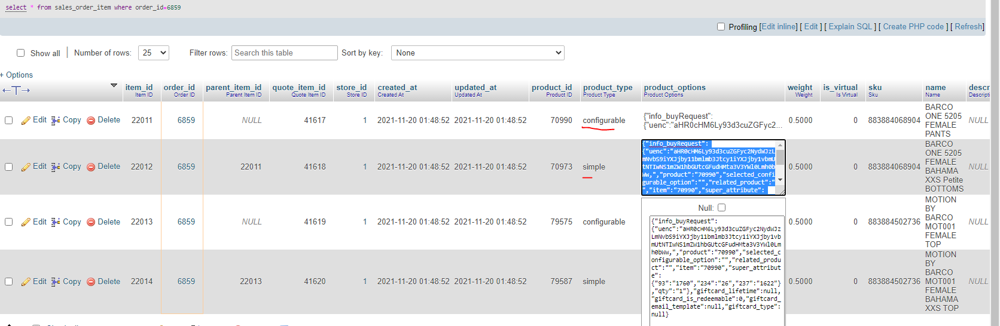 select * from sales_order_item where order_id=6859
Profiling [Edit inline] [ Edit ] [ Explain SQL ] [ Create PHP code ] [ Refresh]
Show all | Number of rows: 25 Filter rows: Search this table Sort by key: None
+ Options
←T→ item_id order_id parent_item_id quote_item_id store_id created_at updated_at product_id product_type product_options weight is_virtual sku name descr
Item ID Order ID Parent Item ID Quote Item ID Store ID Created At Updated At Product ID Product Type Product Options Weight Is Virtual Sku Name Descripti
BARCO
{"info_buyRequest": ONE 5205
Edit Copy Delete 22011 6859 NULL 41617 1 2021-11-20 01:48:52 2021-11-20 01:48:52 70990 configurable {"uenc":"aHR0cHM6Ly93d3cuZGFyc2... 0.5000 0 883884068904 FEMALE NULL
PANTS
{"info_buyRequest": BARCO
{"uenc":"aHR0cHM6Ly93d3cuZGFyc2NydWJzL ONE 5205
mNvbS9iYXJjby11bmlmb3Jtcy1iYXJjby1vbmU FEMALE
Edit Copy Delete 22012 6859 22011 41618 1 2021-11-20 01:48:52 2021-11-20 01:48:52 70973 simple tNTIwNS1mZW1hbGUtcGFudHMta3V3YWl0Lmh0b 0.5000 0 883884068904 BAHAMA NULL
Ww,","product":"70990","selected_confi XXS Petite
gurable_option":"","related_product":" BOTTOMS
","item":"70990","super_attribute":
MOTION
Null: BY
Edit Copy Delete 22013 6859 NULL 41619 1 2021-11-20 01:48:52 2021-11-20 01:48:52 79575 configurable {"info_buyRequest": 0.5000 0 883884502736 BARCO NULL
{"uenc":"aHR0cHM6Ly93d3cuZGFyc2NydWJz MOT001
LmNvbS9iYXJjby11bmlmb3Jtcy1iYXJjby1vb FEMALE
mUtNTIwNS1mZW1hbGUtcGFudHMta3V3YWl0Lm TOP
h0bWw,","product":"70990","selected_c MOTION
onfigurable_option":"","related_produ BY
ct":"","item":"70990","super_attribut BARCO
Edit Copy Delete 22014 6859 22013 41620 1 2021-11-20 01:48:52 2021-11-20 01:48:52 79587 simple e": 0.5000 0 883884502736 MOT001 NULL
{"93":"1760","234":"26","237":"1622"} FEMALE
,"qty":"1"},"giftcard_lifetime":null, BAHAMA
"giftcard_is_redeemable":0,"giftcard_ XXS TOP
email_template":null,"giftcard_type":
null}